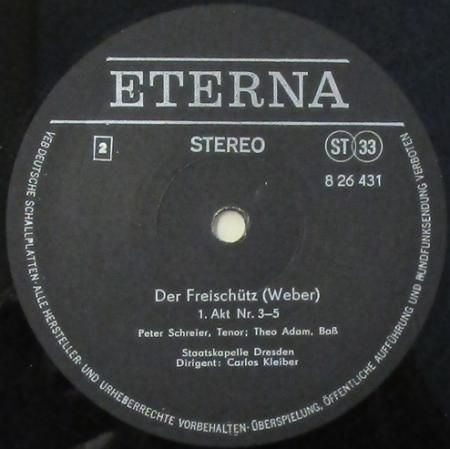 ETERNA
2
STEREO
ST 33
8 26 431
Der Freischütz (Weber)
1. Akt Nr. 3–5
Peter Schreier, Tenor; Theo Adam, Baß
Staatskapelle Dresden
Dirigent: Carlos Kleiber
VEB DEUTSCHE SCHALLPLATTEN · ALLE HERSTELLER- UND URHEBERRECHTE VORBEHALTEN · ÜBERSPIELUNG, ÖFFENTLICHE AUFFÜHRUNG UND RUNDFUNKSENDUNG VERBOTEN